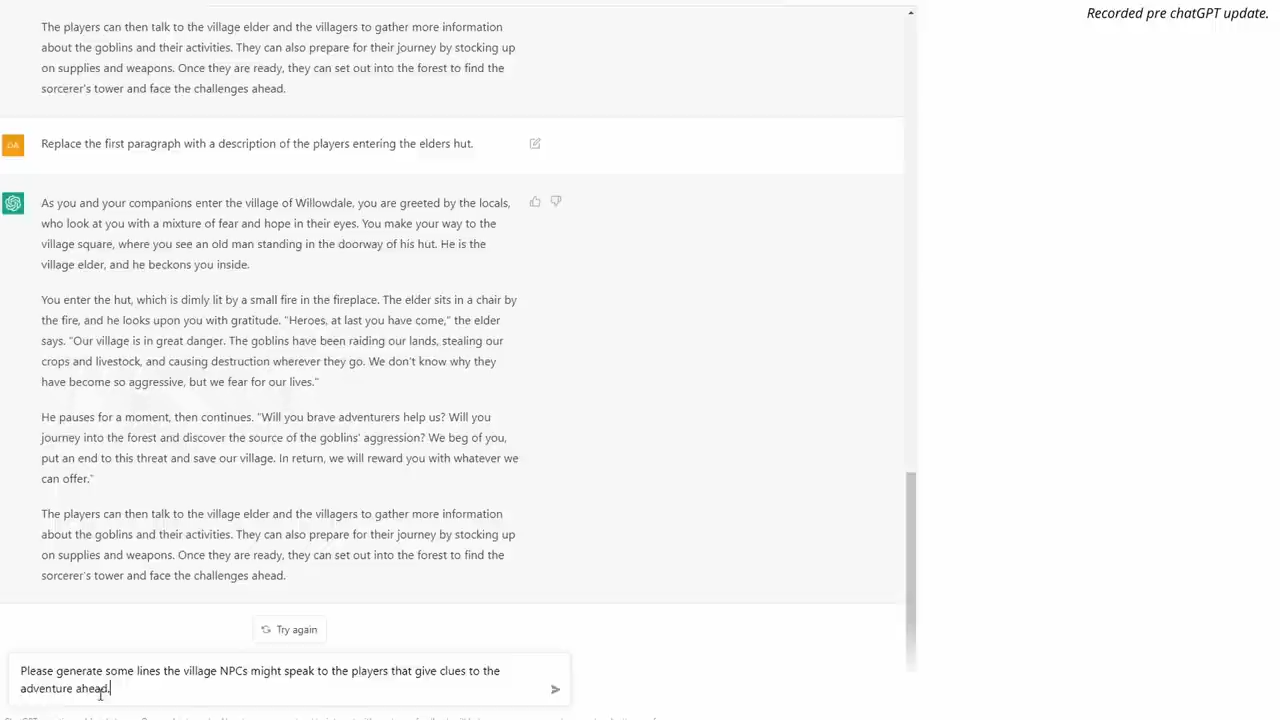 Recorded pre chatGPT update.
The players can then talk to the village elder and the villagers to gather more information
about the goblins and their activities. They can also prepare for their journey by stocking up
on supplies and weapons. Once they are ready, they can set out into the forest to find the
sorcerer's tower and face the challenges ahead.
OA
Replace the first paragraph with a description of the players entering the elders hut.
As you and your companions enter the village of Willowdale, you are greeted by the locals,
who look at you with a mixture of fear and hope in their eyes. You make your way to the
village square, where you see an old man standing in the doorway of his hut. He is the
village elder, and he beckons you inside.
You enter the hut, which is dimly lit by a small fire in the fireplace. The elder sits in a chair by
the fire, and he looks upon you with gratitude. "Heroes, at last you have come," the elder
says. "Our village is in great danger. The goblins have been raiding our lands, stealing our
crops and livestock, and causing destruction wherever they go. We don't know why they
have become so aggressive, but we fear for our lives."
He pauses for a moment, then continues. "Will you brave adventurers help us? Will you
journey into the forest and discover the source of the goblins' aggression? We beg of you,
put an end to this threat and save our village. In return, we will reward you with whatever we
can offer."
The players can then talk to the village elder and the villagers to gather more information
about the goblins and their activities. They can also prepare for their journey by stocking up
on supplies and weapons. Once they are ready, they can set out into the forest to find the
sorcerer's tower and face the challenges ahead.
Try again
Please generate some lines the village NPCs might speak to the players that give clues to the
adventure ahead.